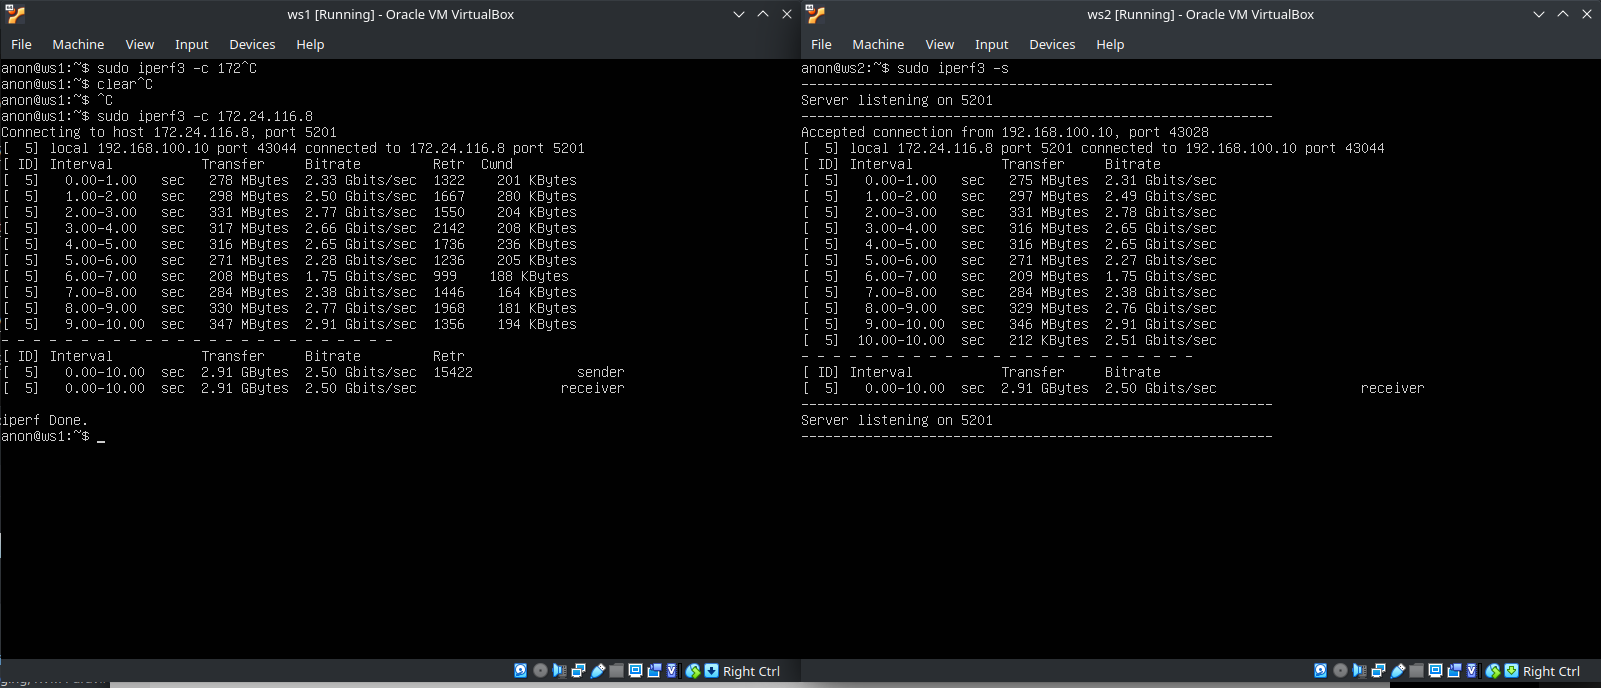 ws1 [Running] - Oracle VM VirtualBox
File Machine View Input Devices Help
anon@ws1:~$ sudo iperf3 -c 172^C
anon@ws1:~$ clear^C
anon@ws1:~$ ^C
anon@ws1:~$ sudo iperf3 -c 172.24.116.8
Connecting to host 172.24.116.8, port 5201
[  5] local 192.168.100.10 port 43044 connected to 172.24.116.8 port 5201
[ ID] Interval           Transfer     Bitrate         Retr  Cwnd
[  5]   0.00-1.00   sec   278 MBytes  2.33 Gbits/sec  1322    201 KBytes
[  5]   1.00-2.00   sec   298 MBytes  2.50 Gbits/sec  1667    280 KBytes
[  5]   2.00-3.00   sec   331 MBytes  2.77 Gbits/sec  1550    204 KBytes
[  5]   3.00-4.00   sec   317 MBytes  2.66 Gbits/sec  2142    208 KBytes
[  5]   4.00-5.00   sec   316 MBytes  2.65 Gbits/sec  1736    236 KBytes
[  5]   5.00-6.00   sec   271 MBytes  2.28 Gbits/sec  1236    205 KBytes
[  5]   6.00-7.00   sec   208 MBytes  1.75 Gbits/sec  999    188 KBytes
[  5]   7.00-8.00   sec   284 MBytes  2.38 Gbits/sec  1446    164 KBytes
[  5]   8.00-9.00   sec   330 MBytes  2.77 Gbits/sec  1968    181 KBytes
[  5]   9.00-10.00  sec   347 MBytes  2.91 Gbits/sec  1356    194 KBytes
- - - - - - - - - - - - - - - - - - - - - - - - -
[ ID] Interval           Transfer     Bitrate         Retr
[  5]   0.00-10.00  sec  2.91 GBytes  2.50 Gbits/sec  15422             sender
[  5]   0.00-10.00  sec  2.91 GBytes  2.50 Gbits/sec                  receiver
iperf Done.
anon@ws1:~$ _
Right Ctrl
ws2 [Running] - Oracle VM VirtualBox
File Machine View Input Devices Help
anon@ws2:~$ sudo iperf3 -s
-----------------------------------------------------------
Server listening on 5201
-----------------------------------------------------------
Accepted connection from 192.168.100.10, port 43028
[  5] local 172.24.116.8 port 5201 connected to 192.168.100.10 port 43044
[ ID] Interval           Transfer     Bitrate
[  5]   0.00-1.00   sec   275 MBytes  2.31 Gbits/sec
[  5]   1.00-2.00   sec   297 MBytes  2.49 Gbits/sec
[  5]   2.00-3.00   sec   331 MBytes  2.78 Gbits/sec
[  5]   3.00-4.00   sec   316 MBytes  2.65 Gbits/sec
[  5]   4.00-5.00   sec   316 MBytes  2.65 Gbits/sec
[  5]   5.00-6.00   sec   271 MBytes  2.27 Gbits/sec
[  5]   6.00-7.00   sec   209 MBytes  1.75 Gbits/sec
[  5]   7.00-8.00   sec   284 MBytes  2.38 Gbits/sec
[  5]   8.00-9.00   sec   329 MBytes  2.76 Gbits/sec
[  5]   9.00-10.00  sec   346 MBytes  2.91 Gbits/sec
[  5]  10.00-10.00  sec   212 KBytes  2.51 Gbits/sec
- - - - - - - - - - - - - - - - - - - - - - - - -
[ ID] Interval           Transfer     Bitrate
[  5]   0.00-10.00  sec  2.91 GBytes  2.50 Gbits/sec                  receiver
-----------------------------------------------------------
Server listening on 5201
-----------------------------------------------------------
Right Ctrl